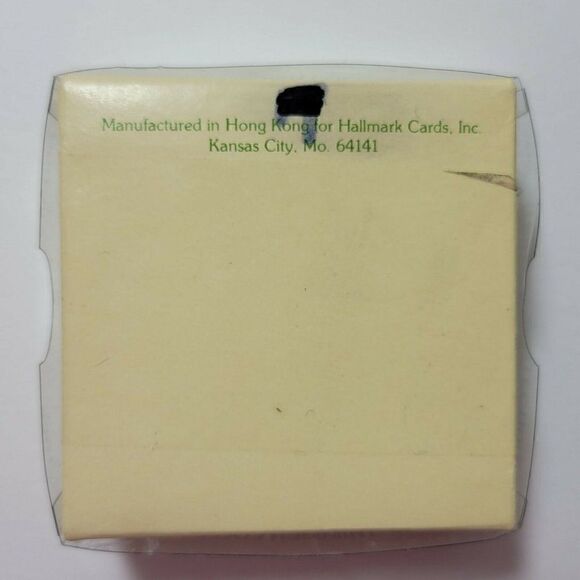 Manufactured in Hong Kong for Hallmark Cards, Inc.
Kansas City, Mo. 64141